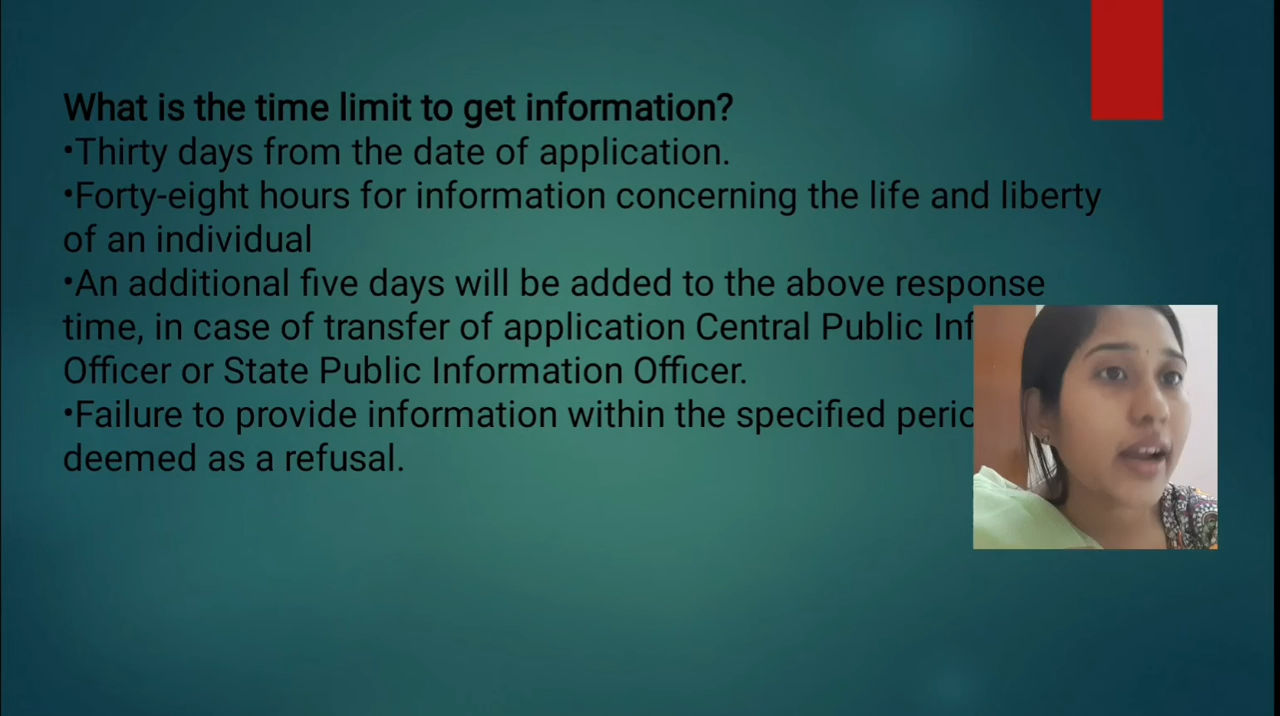 What is the time limit to get information?
•Thirty days from the date of application.
•Forty-eight hours for information concerning the life and liberty
of an individual
•An additional five days will be added to the above response
time, in case of transfer of application Central Public
Officer or State Public Information Officer.
•Failure to provide information within the specified
deemed as a refusal.